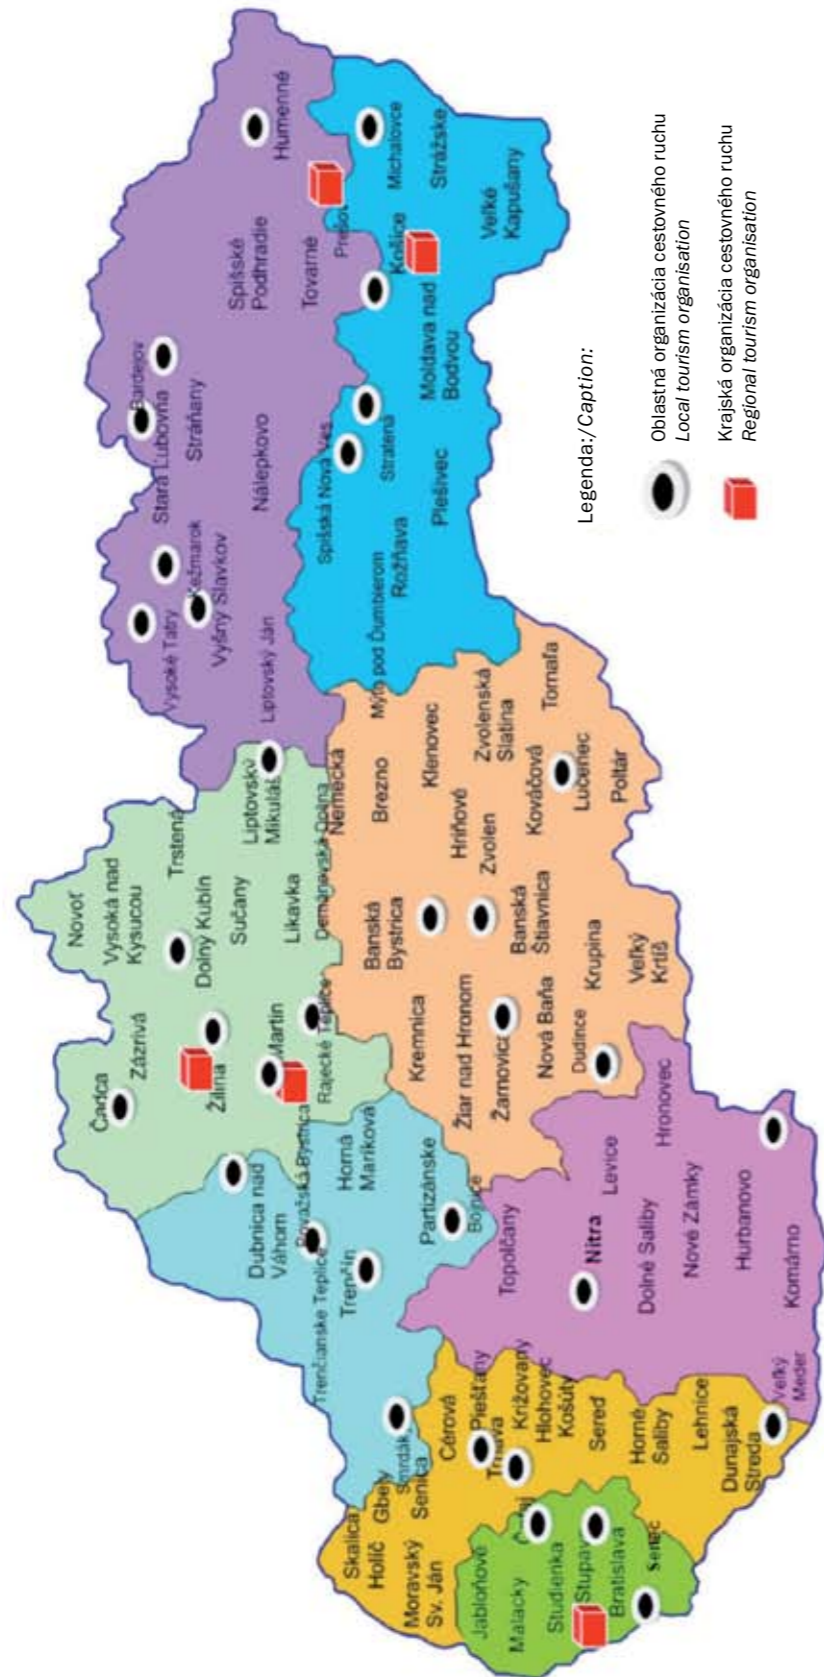 Skalica
Holíč
Gbely
Senica
Moravský
Sv. Ján
Jabloňové
Malacky
Studienka
Bratislava
Senec
Cérová
Piešťany
Trnava
Križovany
Hlohovec
Košúty
Sereď
Horné
Saliby
Lehnice
Dunajská
Streda
Veľký
Meder
Dubnica nad
Váhom
Považská Bystrica
Trenčianske Teplice
Horná
Maríková
Trenčín
Partizánske
Bojnice
Topoľčany
Nitra
Levice
Dolné Saliby
Hronovec
Nové Zámky
Hurbanovo
Komárno
Novoť
Vysoká nad
Kysucou
Čadca
Zázrivá
Trstená
Dolný Kubín
Žilina
Sučany
Liptovský
Mikuláš
Martin
Likavka
Rajecké Teplice
Demänovská Dolina
Nemecká
Banská
Bystrica
Brezno
Kremnica
Klenovec
Žiar nad Hronom
Hriňové
Zvolen
Zvolenská
Slatina
Žarnovica
Banská
Štiavnica
Kováčová
Tornaľa
Nová Baňa
Dudince
Krupina
Lučenec
Poltár
Veľký
Krtíš
Vysoké Tatry
Kežmarok
Vyšný Slavkov
Liptovský Ján
Bardejov
Stará Ľubovňa
Stráňany
Nálepkovo
Spišské
Podhradie
Humenné
Tovarné
Prešov
Spišská Nová Ves
Mýto pod Ďumbierom
Stratená
Rožňava
Plešivec
Košice
Michalovce
Moldava nad
Bodvou
Strážske
Veľké
Kapušany
Legenda:/Caption:
Oblastná organizácia cestovného ruchu
Local tourism organisation
Krajská organizácia cestovného ruchu
Regional tourism organisation